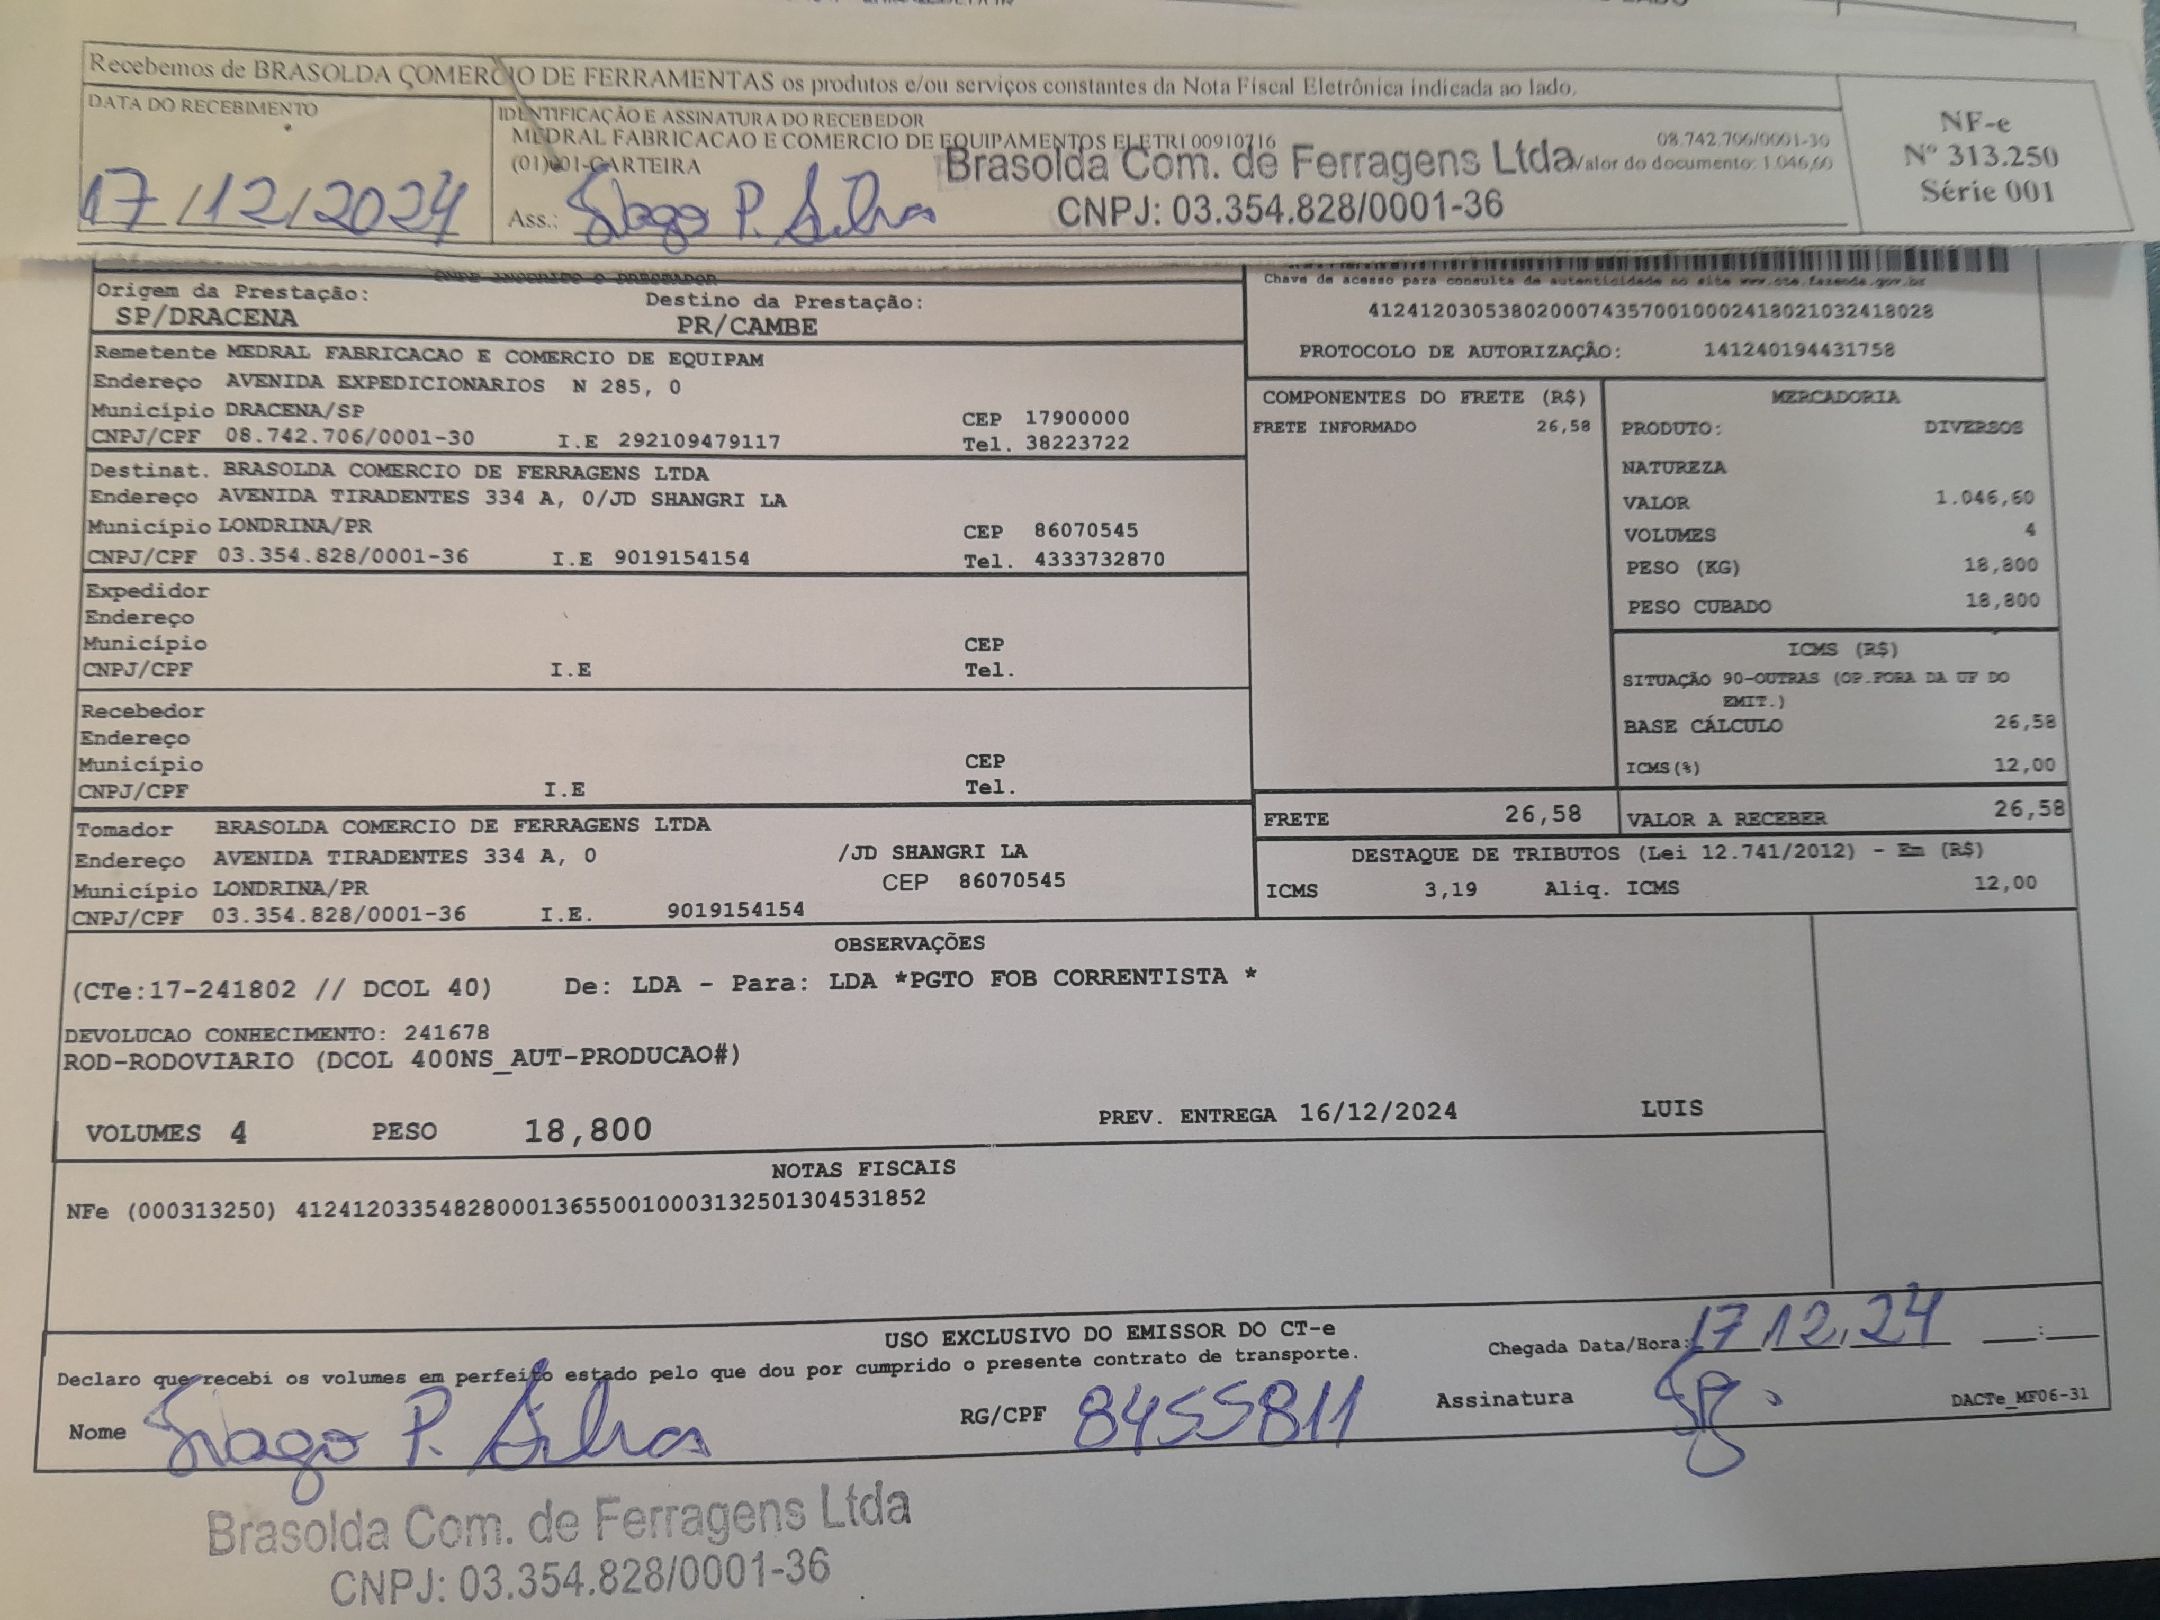 Recebemos de BRASOLDA COMERCIO DE FERRAMENTAS os produtos e/ou serviços constantes da Nota Fiscal Eletrônica indicada ao lado.
DATA DO RECEBIMENTO
17/12/2024
IDENTIFICAÇÃO E ASSINATURA DO RECEBEDOR
MEDRAL FABRICACAO E COMERCIO DE EQUIPAMENTOS ELETRI 00910716 08.742.706/0001-30
(01)001-CARTEIRA Valor do documento: 1.046,60
Brasolda Com. de Ferragens Ltda
CNPJ: 03.354.828/0001-36
Ass.: Tiago P. Silva
NF-e
Nº 313.250
Série 001
Origem da Prestação: Destino da Prestação:
SP/DRACENA PR/CAMBE
Chave de acesso para consulta de autenticidade no site www.cte.fazenda.gov.br
41241203053802000743570010002418021032418028
PROTOCOLO DE AUTORIZAÇÃO: 141240194431758
Remetente MEDRAL FABRICACAO E COMERCIO DE EQUIPAM
Endereço AVENIDA EXPEDICIONARIOS N 285, 0
Município DRACENA/SP CEP 17900000
CNPJ/CPF 08.742.706/0001-30 I.E 292109479117 Tel. 38223722
Destinat. BRASOLDA COMERCIO DE FERRAGENS LTDA
Endereço AVENIDA TIRADENTES 334 A, 0/JD SHANGRI LA
Município LONDRINA/PR CEP 86070545
CNPJ/CPF 03.354.828/0001-36 I.E 9019154154 Tel. 4333732870
Expedidor
Endereço
Município CEP
CNPJ/CPF I.E Tel.
Recebedor
Endereço
Município CEP
CNPJ/CPF I.E Tel.
Tomador BRASOLDA COMERCIO DE FERRAGENS LTDA
Endereço AVENIDA TIRADENTES 334 A, 0 /JD SHANGRI LA
Município LONDRINA/PR CEP 86070545
CNPJ/CPF 03.354.828/0001-36 I.E. 9019154154
COMPONENTES DO FRETE (R$)
FRETE INFORMADO 26,58
MERCADORIA
PRODUTO: DIVERSOS
NATUREZA
VALOR 1.046,60
VOLUMES 4
PESO (KG) 18,800
PESO CUBADO 18,800
ICMS (R$)
SITUAÇÃO 90-OUTRAS (OP.FORA DA UF DO
EMIT.)
BASE CÁLCULO 26,58
ICMS(%) 12,00
FRETE 26,58 VALOR A RECEBER 26,58
DESTAQUE DE TRIBUTOS (Lei 12.741/2012) - Em (R$)
ICMS 3,19 Aliq. ICMS 12,00
OBSERVAÇÕES
(CTe:17-241802 // DCOL 40) De: LDA - Para: LDA *PGTO FOB CORRENTISTA *
DEVOLUCAO CONHECIMENTO: 241678
ROD-RODOVIARIO (DCOL 400NS_AUT-PRODUCAO#)
VOLUMES 4 PESO 18,800 PREV. ENTREGA 16/12/2024 LUIS
NOTAS FISCAIS
NFe (000313250) 41241203354828000136550010003132501304531852
USO EXCLUSIVO DO EMISSOR DO CT-e
Declaro que recebi os volumes em perfeito estado pelo que dou por cumprido o presente contrato de transporte.
Chegada Data/Hora: 17 12.24 __:__
Nome Tiago P. Silva RG/CPF 8455811 Assinatura
DACTe_MF06-31
Brasolda Com. de Ferragens Ltda
CNPJ: 03.354.828/0001-36